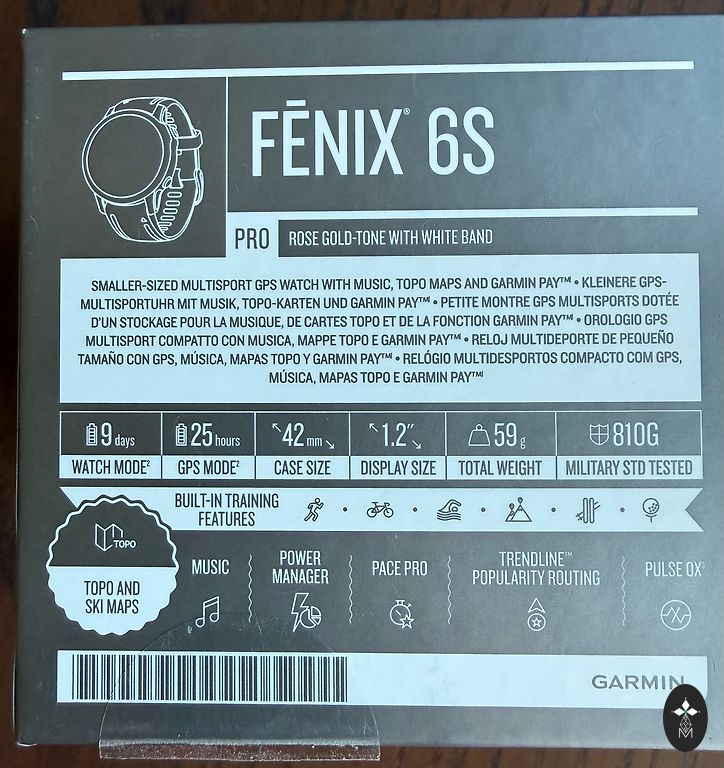 FĒNIX® 6S
PRO
ROSE GOLD-TONE WITH WHITE BAND
SMALLER-SIZED MULTISPORT GPS WATCH WITH MUSIC, TOPO MAPS AND GARMIN PAY™ • KLEINERE GPS-
MULTISPORTUHR MIT MUSIK, TOPO-KARTEN UND GARMIN PAY™ • PETITE MONTRE GPS MULTISPORTS DOTÉE
D'UN STOCKAGE POUR LA MUSIQUE, DE CARTES TOPO ET DE LA FONCTION GARMIN PAY™ • OROLOGIO GPS
MULTISPORT COMPATTO CON MUSICA, MAPPE TOPO E GARMIN PAY™ • RELOJ MULTIDEPORTE DE PEQUEÑO
TAMAÑO CON GPS, MÚSICA, MAPAS TOPO Y GARMIN PAY™ • RELÓGIO MULTIDESPORTOS COMPACTO COM GPS,
MÚSICA, MAPAS TOPO E GARMIN PAY™
9 days
WATCH MODE²
25 hours
GPS MODE²
42 mm
CASE SIZE
1.2"
DISPLAY SIZE
59 g
TOTAL WEIGHT
810G
MILITARY STD TESTED
BUILT-IN TRAINING
FEATURES
TOPO
TOPO AND
SKI MAPS
MUSIC
POWER
MANAGER
PACE PRO
TRENDLINE™
POPULARITY ROUTING
PULSE OX
GARMIN
M